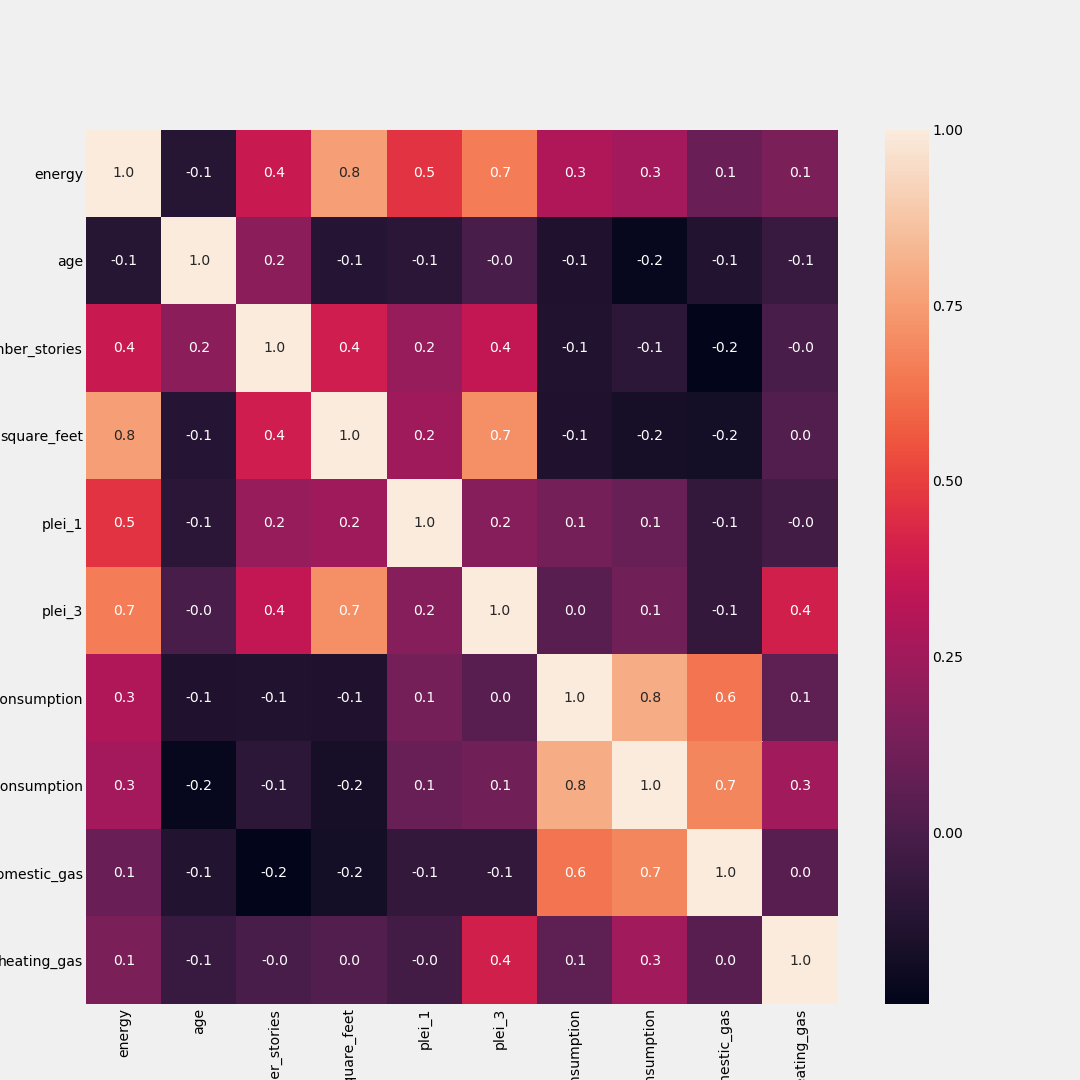 1.00
energy 1.0 -0.1 0.4 0.8 0.5 0.7 0.3 0.3 0.1 0.1
age -0.1 1.0 0.2 -0.1 -0.1 -0.0 -0.1 -0.2 -0.1 -0.1
0.75
nber_stories 0.4 0.2 1.0 0.4 0.2 0.4 -0.1 -0.1 -0.2 -0.0
square_feet 0.8 -0.1 0.4 1.0 0.2 0.7 -0.1 -0.2 -0.2 0.0
0.50
plei_1 0.5 -0.1 0.2 0.2 1.0 0.2 0.1 0.1 -0.1 -0.0
plei_3 0.7 -0.0 0.4 0.7 0.2 1.0 0.0 0.1 -0.1 0.4
0.25
onsumption 0.3 -0.1 -0.1 -0.1 0.1 0.0 1.0 0.8 0.6 0.1
onsumption 0.3 -0.2 -0.1 -0.2 0.1 0.1 0.8 1.0 0.7 0.3
0.00
omestic_gas 0.1 -0.1 -0.2 -0.2 -0.1 -0.1 0.6 0.7 1.0 0.0
heating_gas 0.1 -0.1 -0.0 0.0 -0.0 0.4 0.1 0.3 0.0 1.0
energy
age
er_stories
quare_feet
plei_1
plei_3
nsumption
nsumption
nestic_gas
eating_gas